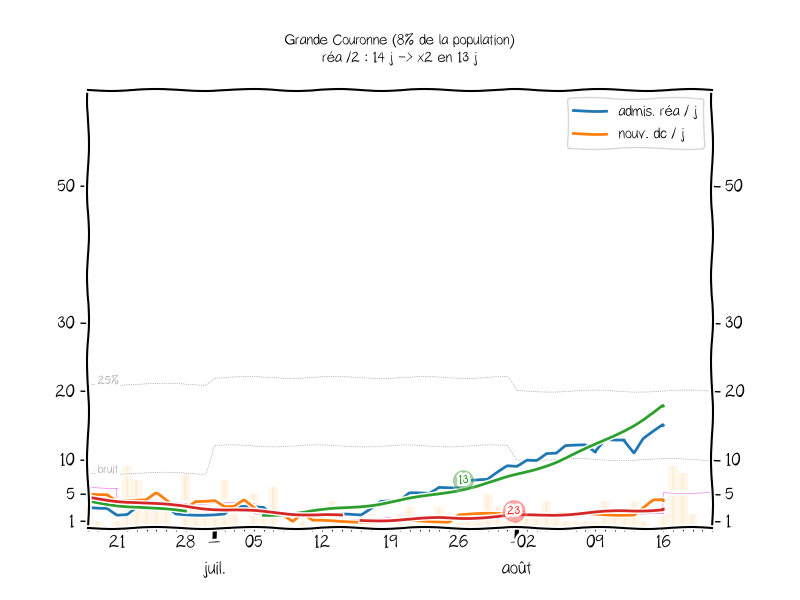 Grande Couronne (8% de la population)
réa /2 : 14 j -> x2 en 13 j
admis. réa / j
nouv. dc / j
50 50
30 30
25%
20 20
bruit
10 10
13
5 5
23
1 1
21 28 05 12 19 26 02 09 16
juil. août